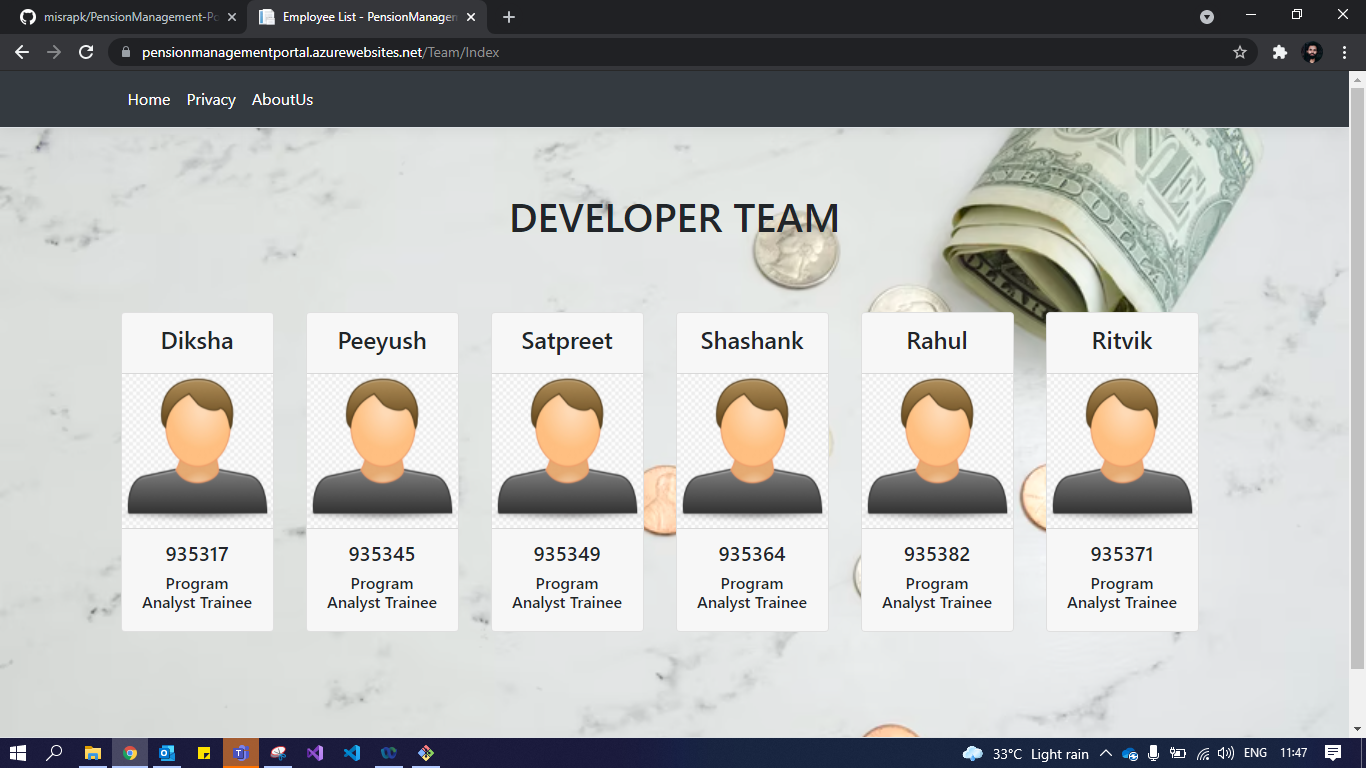 misrapk/PensionManagement-Po
Employee List - PensionManagem
pensionmanagementportal.azurewebsites.net/Team/Index
Home Privacy AboutUs
DEVELOPER TEAM
Diksha
935317
Program
Analyst Trainee
Peeyush
935345
Program
Analyst Trainee
Satpreet
935349
Program
Analyst Trainee
Shashank
935364
Program
Analyst Trainee
Rahul
935382
Program
Analyst Trainee
Ritvik
935371
Program
Analyst Trainee
33°C Light rain ENG 11:47